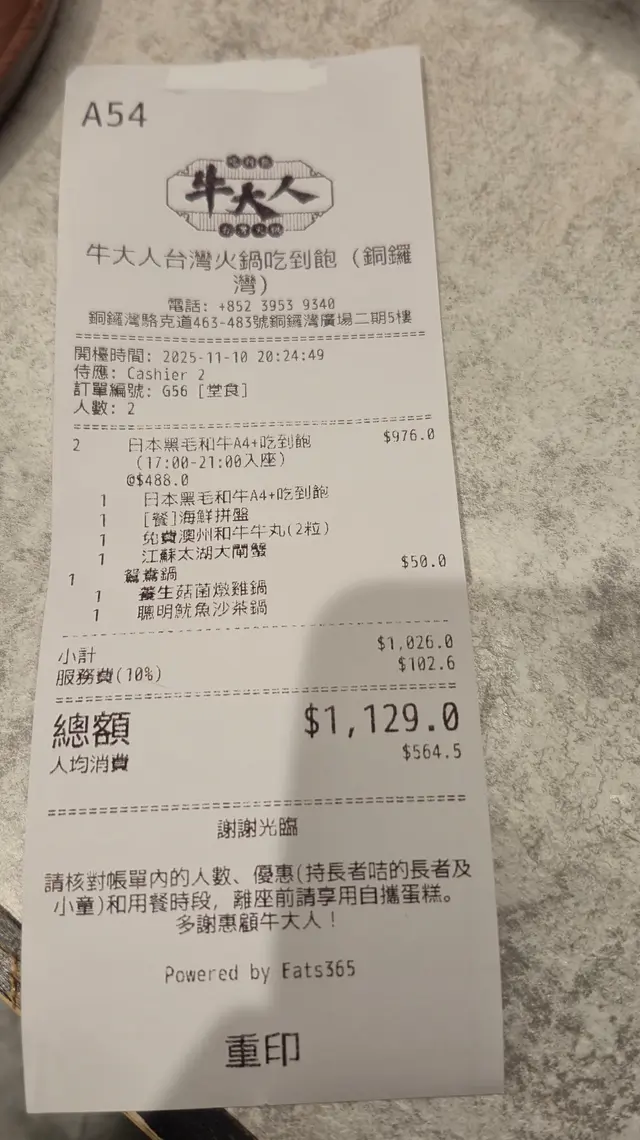 A54
吃到飽
牛大人
台灣火鍋
牛大人台灣火鍋吃到飽 (銅鑼
灣)
電話: +852 3953 9340
銅鑼灣駱克道463-483號銅鑼灣廣場二期5樓
開檯時間: 2025-11-10 20:24:49
侍應: Cashier 2
訂單編號: G56 [堂食]
人數: 2
2 日本黑毛和牛A4+吃到飽 $976.0
(17:00-21:00入座)
@$488.0
1 日本黑毛和牛A4+吃到飽
1 [餐]海鮮拼盤
1 免費澳州和牛牛丸(2粒)
1 江蘇太湖大閘蟹
1 鴛鴦鍋 $50.0
1 養生菇菌燉雞鍋
1 聰明魷魚沙茶鍋
小計 $1,026.0
服務費(10%) $102.6
總額 $1,129.0
人均消費 $564.5
謝謝光臨
請核對帳單內的人數、優惠(持長者咭的長者及
小童)和用餐時段, 離座前請享用自攜蛋糕。
多謝惠顧牛大人!
Powered by Eats365
重印